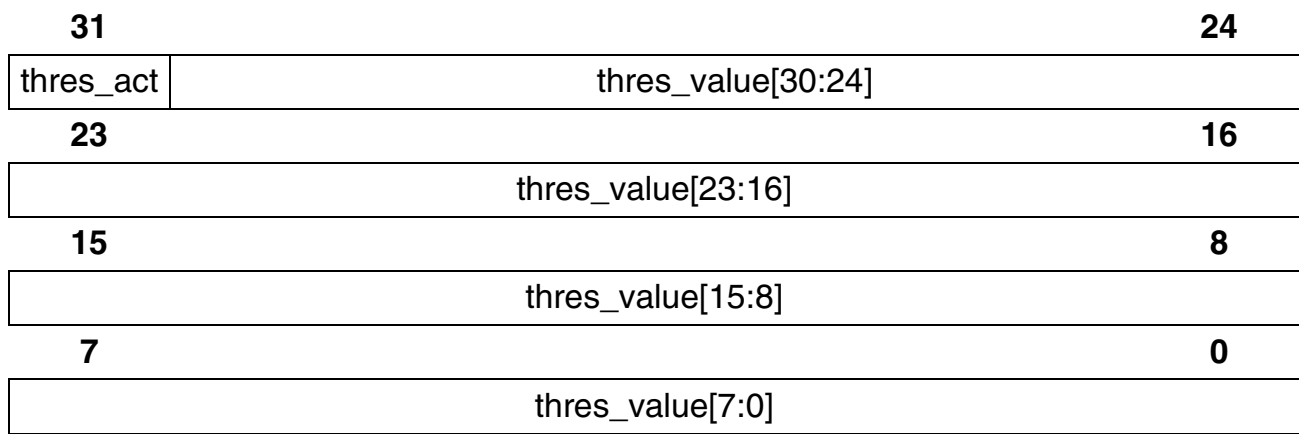 31 24
thres_act thres_value[30:24]
23 16
thres_value[23:16]
15 8
thres_value[15:8]
7 0
thres_value[7:0]